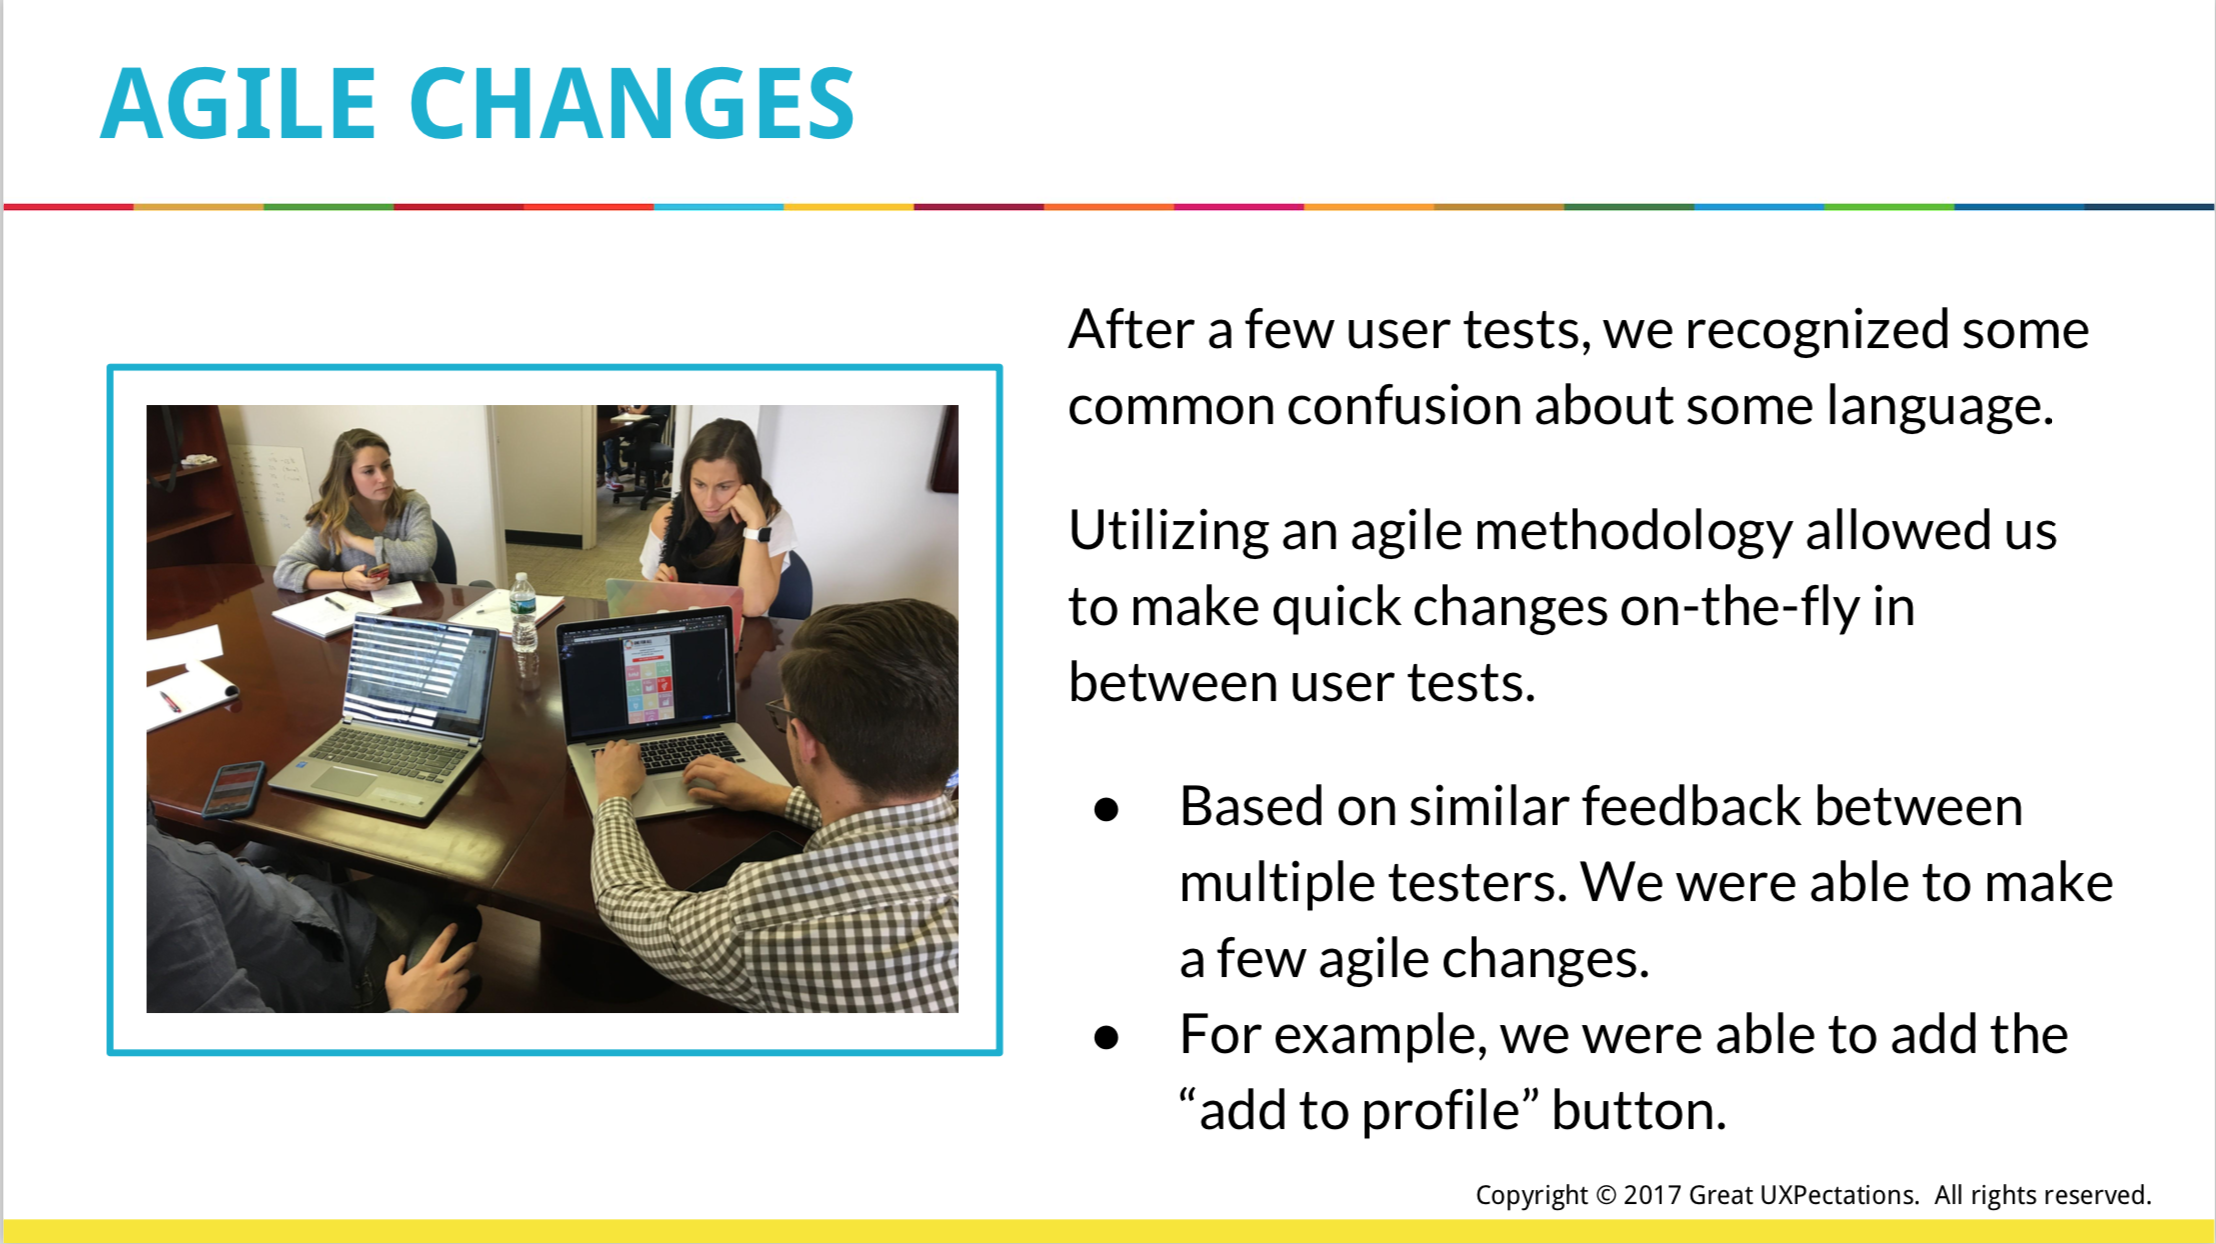 AGILE CHANGES
After a few user tests, we recognized some
common confusion about some language.
Utilizing an agile methodology allowed us
to make quick changes on-the-fly in
between user tests.
● Based on similar feedback between
multiple testers. We were able to make
a few agile changes.
● For example, we were able to add the
“add to profile” button.
Copyright © 2017 Great UXPectations.  All rights reserved.